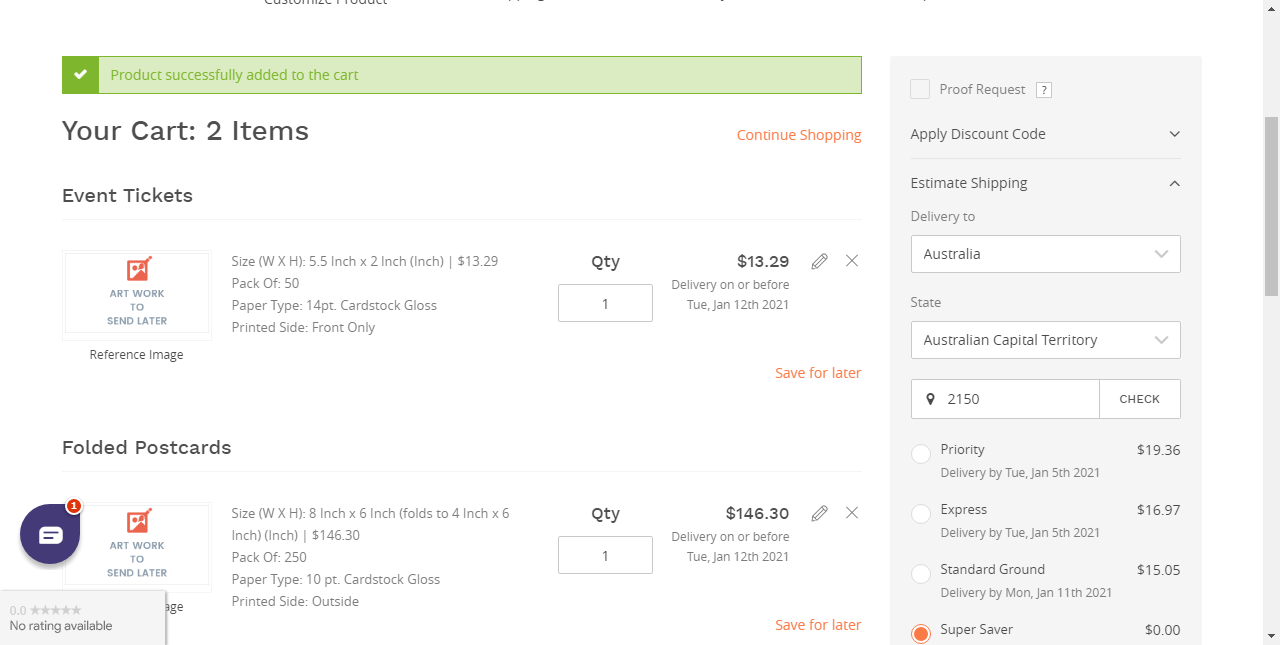 Customize Product
Product successfully added to the cart
Your Cart: 2 Items
Continue Shopping
Event Tickets
ART WORK
TO
SEND LATER
Reference Image
Size (W X H): 5.5 Inch x 2 Inch (Inch) | $13.29
Pack Of: 50
Paper Type: 14pt. Cardstock Gloss
Printed Side: Front Only
Qty
1
$13.29
Delivery on or before
Tue, Jan 12th 2021
Save for later
Folded Postcards
ART WORK
TO
SEND LATER
Size (W X H): 8 Inch x 6 Inch (folds to 4 Inch x 6
Inch) (Inch) | $146.30
Pack Of: 250
Paper Type: 10 pt. Cardstock Gloss
Printed Side: Outside
Qty
1
$146.30
Delivery on or before
Tue, Jan 12th 2021
Save for later
1
0.0
No rating available
Proof Request ?
Apply Discount Code
Estimate Shipping
Delivery to
Australia
State
Australian Capital Territory
2150 CHECK
Priority $19.36
Delivery by Tue, Jan 5th 2021
Express $16.97
Delivery by Tue, Jan 5th 2021
Standard Ground $15.05
Delivery by Mon, Jan 11th 2021
Super Saver $0.00